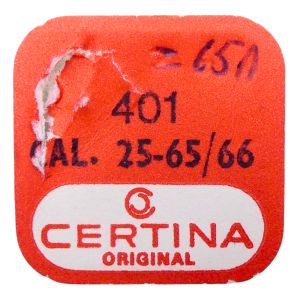 = 651
401
CAL. 25-65/66
CERTINA
ORIGINAL